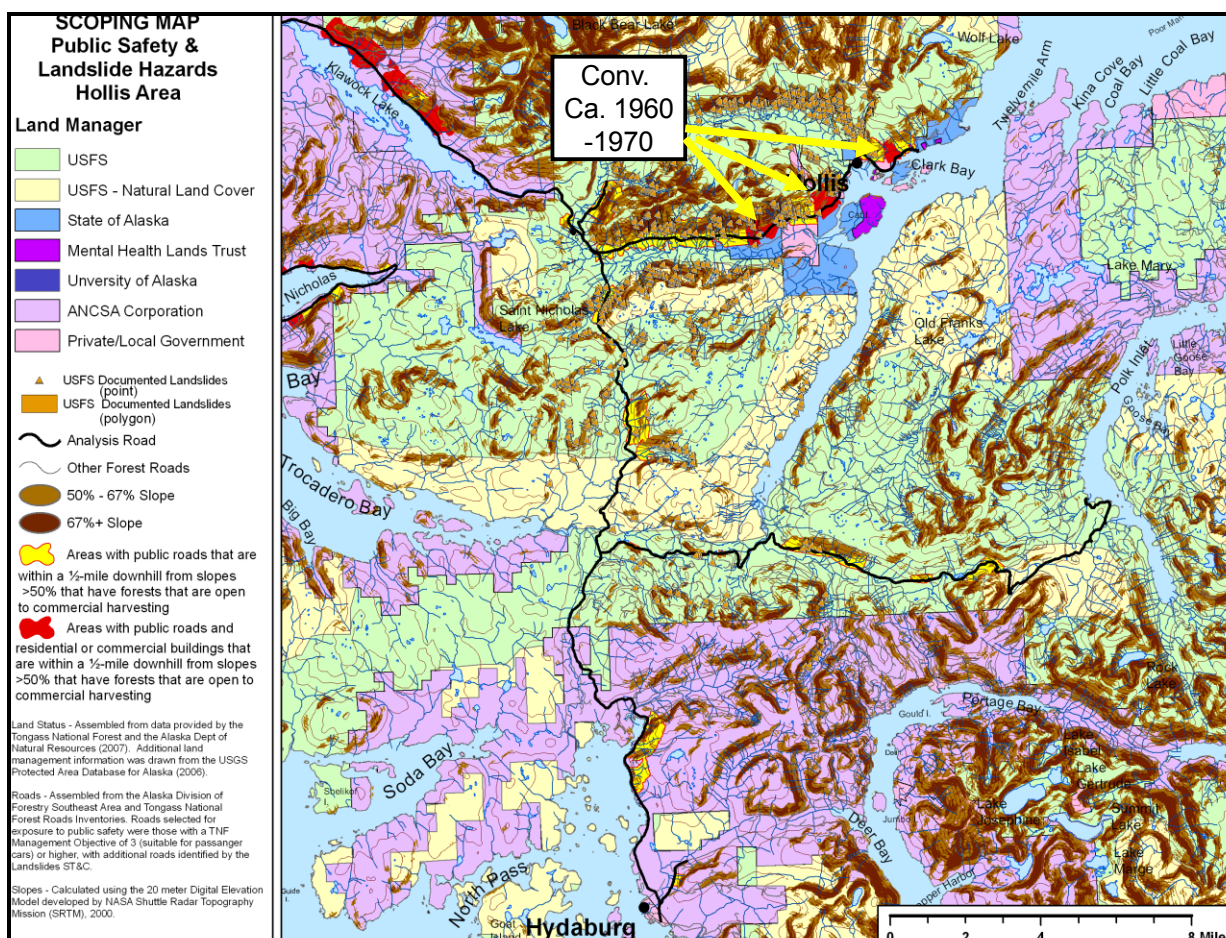 SCOPING MAP
Public Safety &
Landslide Hazards
Hollis Area
Land Manager
USFS
USFS - Natural Land Cover
State of Alaska
Mental Health Lands Trust
Unversity of Alaska
ANCSA Corporation
Private/Local Government
USFS Documented Landslides
(point)
USFS Documented Landslides
(polygon)
Analysis Road
Other Forest Roads
50% - 67% Slope
67%+ Slope
Areas with public roads that are
within a ½-mile downhill from slopes
>50% that have forests that are open
to commercial harvesting
Areas with public roads and
residential or commercial buildings that
are within a ½-mile downhill from slopes
>50% that have forests that are open to
commercial harvesting
Land Status - Assembled from data provided by the
Tongass National Forest and the Alaska Dept of
Natural Resources (2007). Additional land
management information was drawn from the USGS
Protected Area Database for Alaska (2006).
Roads - Assembled from the Alaska Division of
Forestry Southeast Area and Tongass National
Forest Roads Inventories. Roads selected for
exposure to public safety were those with a TNF
Management Objective of 3 (suitable for passenger
cars) or higher, with additional roads identified by the
Landslides ST&C.
Slopes - Calculated using the 20 meter Digital Elevation
Model developed by NASA Shuttle Radar Topography
Mission (SRTM), 2000.
Black Bear Lake
Wolf Lake
Conv.
Ca. 1960
-1970
Klawock Lake
Twelvemile Arm
Kina Cove
Coal Bay
Little Coal Bay
Clark Bay
Hollis
Lake Mary
Nicholas
Saint Nicholas
Lake
Old Franks
Lake
Polk Inlet
Little
Goose
Bay
Goose Bay
Bay
Trocadero Bay
Big Bay
Rock
Lake
Portage Bay
Gould I.
Lake
Isabel
Lake
Gertrude
Soda Bay
Shelikof
I.
Lake
Josephine
Summit
Lake
Lake
Marge
Jumbo
Deer Bay
North Pass
Goat
Island
Guide
I.
Hydaburg
0 2 4 8 Mile